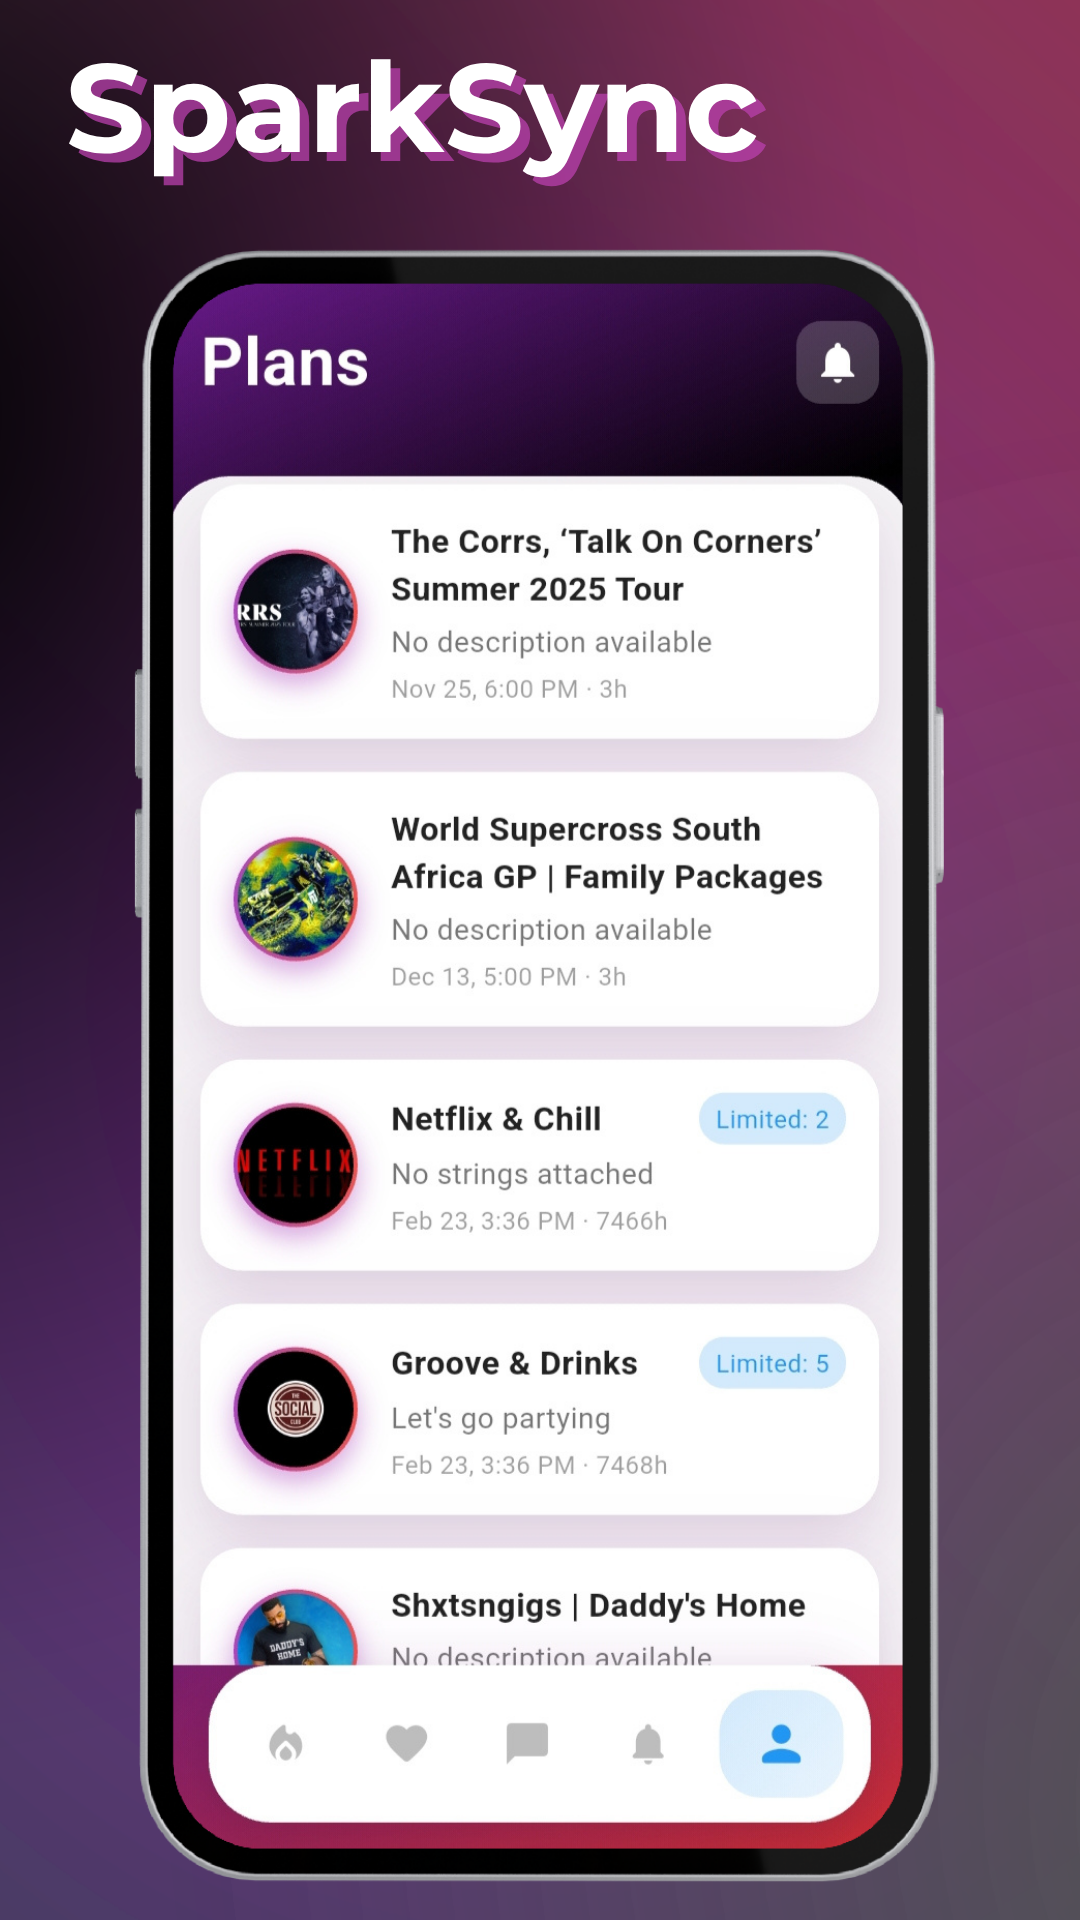 SparkSync
Plans
The Corrs, ‘Talk On Corners’
Summer 2025 Tour
RRS
No description available
Nov 25, 6:00 PM · 3h
World Supercross South
Africa GP | Family Packages
No description available
Dec 13, 5:00 PM · 3h
Netflix & Chill
Limited: 2
NETFLIX
No strings attached
Feb 23, 3:36 PM · 7466h
Groove & Drinks
Limited: 5
THE
SOCIAL
CLUB
Let's go partying
Feb 23, 3:36 PM · 7468h
Shxtsngigs | Daddy's Home
DADDY'S
HOME
No description available